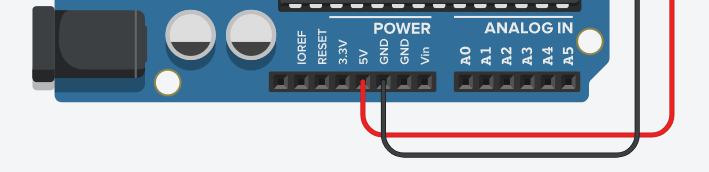 POWER
ANALOG IN
IOREF
RESET
3.3V
5V
GND
GND
Vin
A0
A1
A2
A3
A4
A5